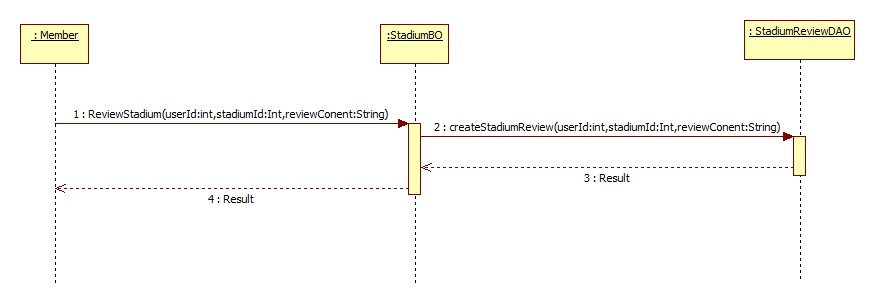 : Member
:StadiumBO
: StadiumReviewDAO
1 : ReviewStadium(userId:int,stadiumId:Int,reviewConent:String)
2 : createStadiumReview(userId:int,stadiumId:Int,reviewConent:String)
3 : Result
4 : Result